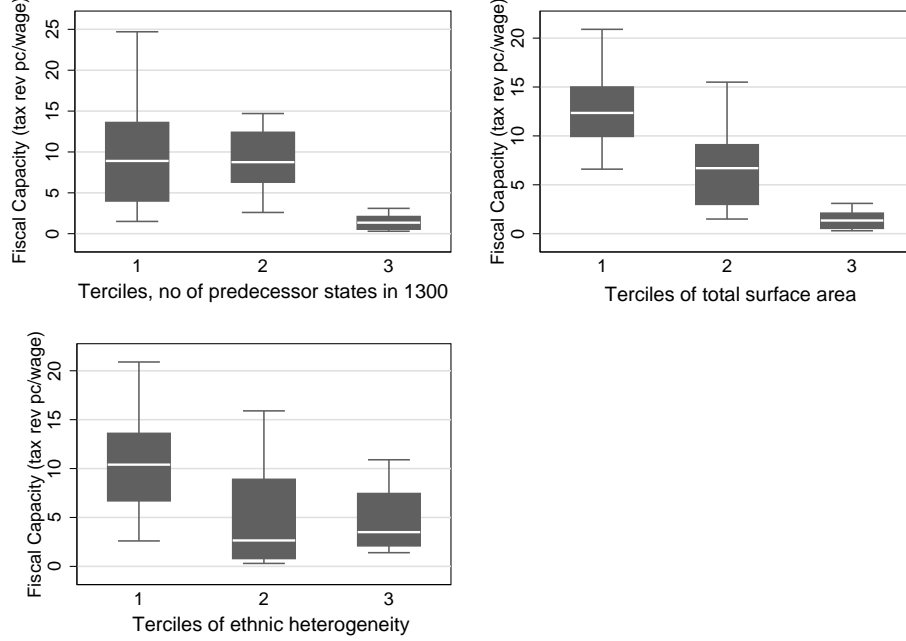 Fiscal Capacity (tax rev pc/wage)
25
20
15
10
5
0
1 2 3
Terciles, no of predecessor states in 1300
Fiscal Capacity (tax rev pc/wage)
20
15
10
5
0
1 2 3
Terciles of total surface area
Fiscal Capacity (tax rev pc/wage)
20
15
10
5
0
1 2 3
Terciles of ethnic heterogeneity